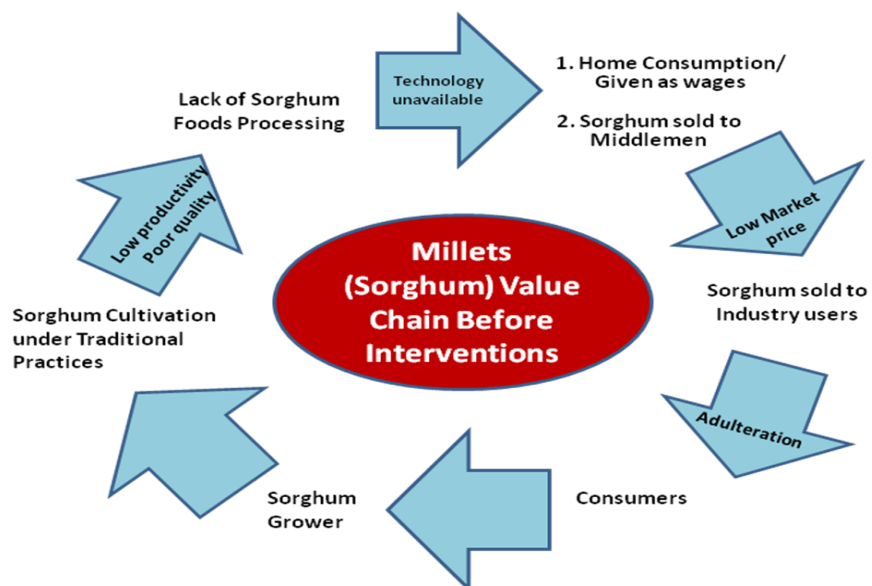 Lack of Sorghum
Foods Processing
Technology
unavailable
1. Home Consumption/
Given as wages
2. Sorghum sold to
Middlemen
Low Market
price
Sorghum sold to
Industry users
Adulteration
Consumers
Sorghum
Grower
Sorghum Cultivation
under Traditional
Practices
Low productivity
Poor quality
Millets
(Sorghum) Value
Chain Before
Interventions